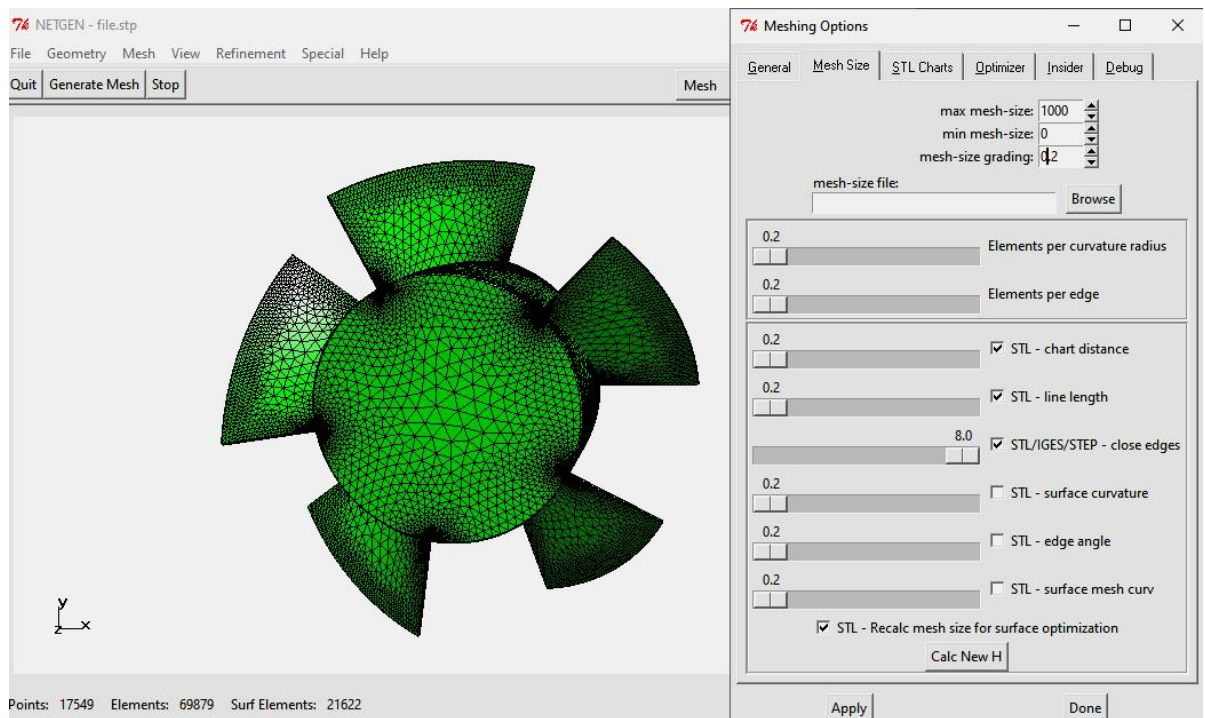 NETGEN - file.stp
File Geometry Mesh View Refinement Special Help
Quit Generate Mesh Stop Mesh
y
z x
Points: 17549 Elements: 69879 Surf Elements: 21622
Meshing Options
General Mesh Size STL Charts Optimizer Insider Debug
max mesh-size: 1000
min mesh-size: 0
mesh-size grading: 0.2
mesh-size file:
Browse
0.2 Elements per curvature radius
0.2 Elements per edge
0.2 STL - chart distance
0.2 STL - line length
8.0 STL/IGES/STEP - close edges
0.2 STL - surface curvature
0.2 STL - edge angle
0.2 STL - surface mesh curv
STL - Recalc mesh size for surface optimization
Calc New H
Apply Done